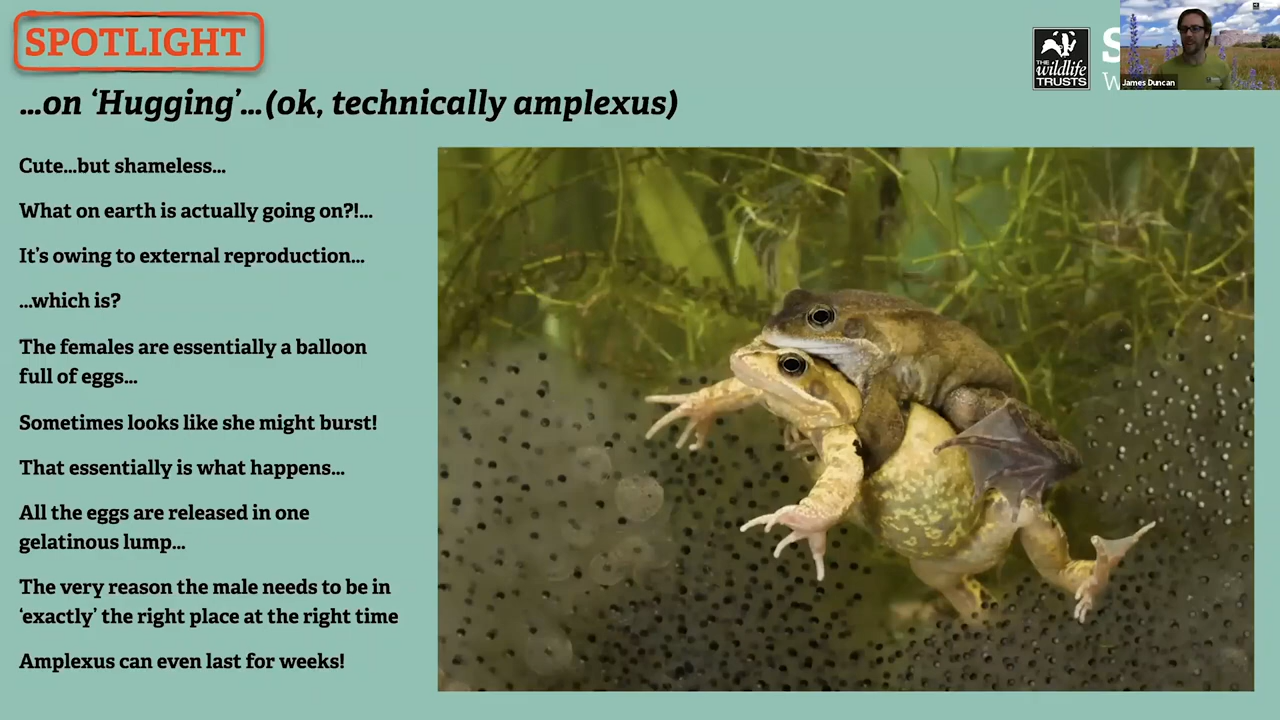 SPOTLIGHT
...on ‘Hugging’...(ok, technically amplexus)
THE
wildlife
TRUSTS
James Duncan
Cute...but shameless...
What on earth is actually going on?!...
It’s owing to external reproduction...
...which is?
The females are essentially a balloon
full of eggs...
Sometimes looks like she might burst!
That essentially is what happens...
All the eggs are released in one
gelatinous lump...
The very reason the male needs to be in
‘exactly’ the right place at the right time
Amplexus can even last for weeks!